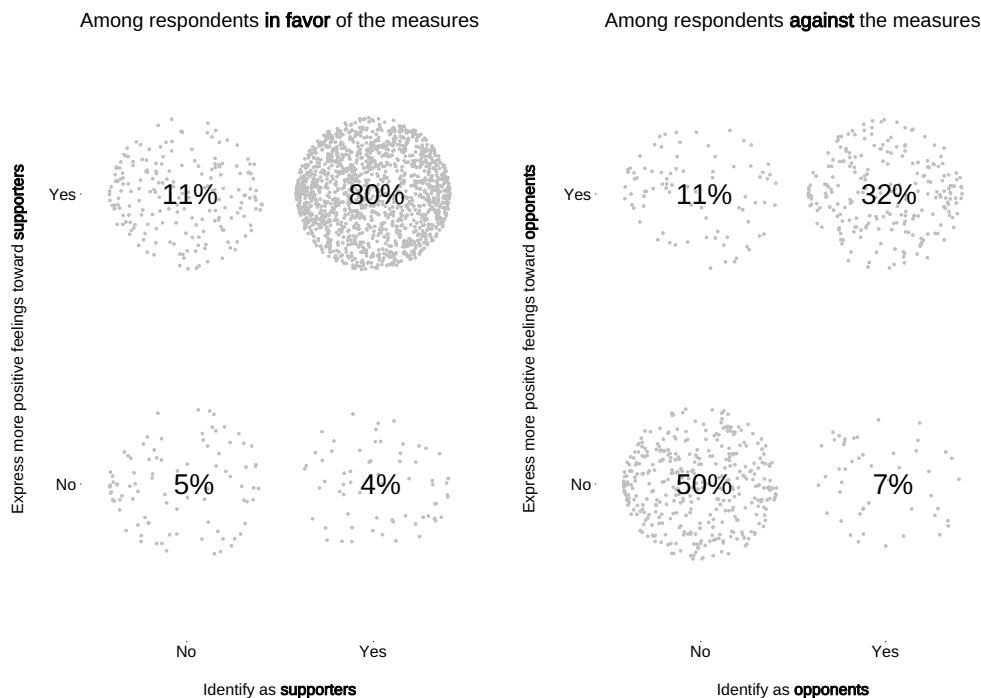 Among respondents in favor of the measures
Express more positive feelings toward supporters
Yes
11%
80%
No
5%
4%
No
Yes
Identify as supporters
Among respondents against the measures
Express more positive feelings toward opponents
Yes
11%
32%
No
50%
7%
No
Yes
Identify as opponents